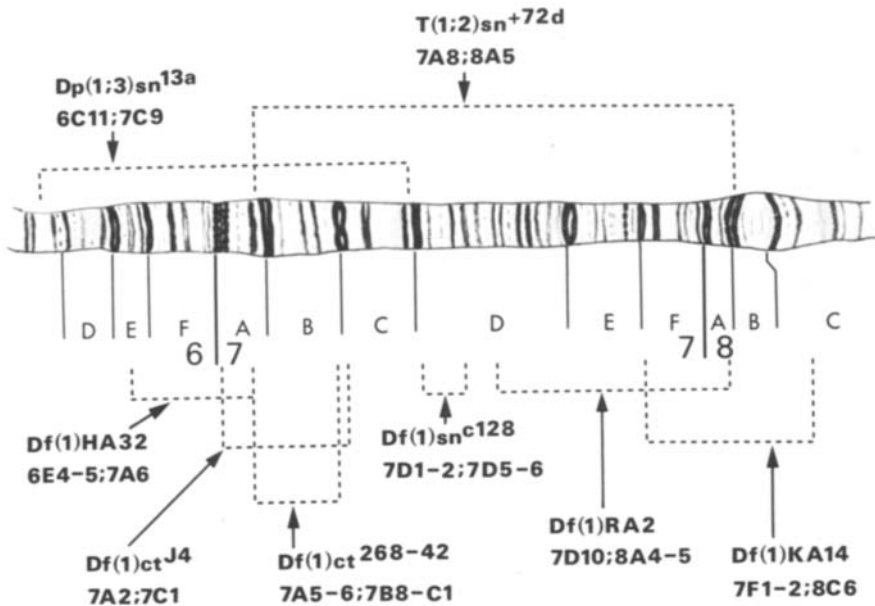 T(1;2)sn+72d
7A8;8A5
Dp(1;3)sn13a
6C11;7C9
D E F A B C D E F A B C
6 7 7 8
Df(1)HA32
6E4-5;7A6
Df(1)snc128
7D1-2;7D5-6
Df(1)ctJ4
7A2;7C1
Df(1)ct268-42
7A5-6;7B8-C1
Df(1)RA2
7D10;8A4-5
Df(1)KA14
7F1-2;8C6